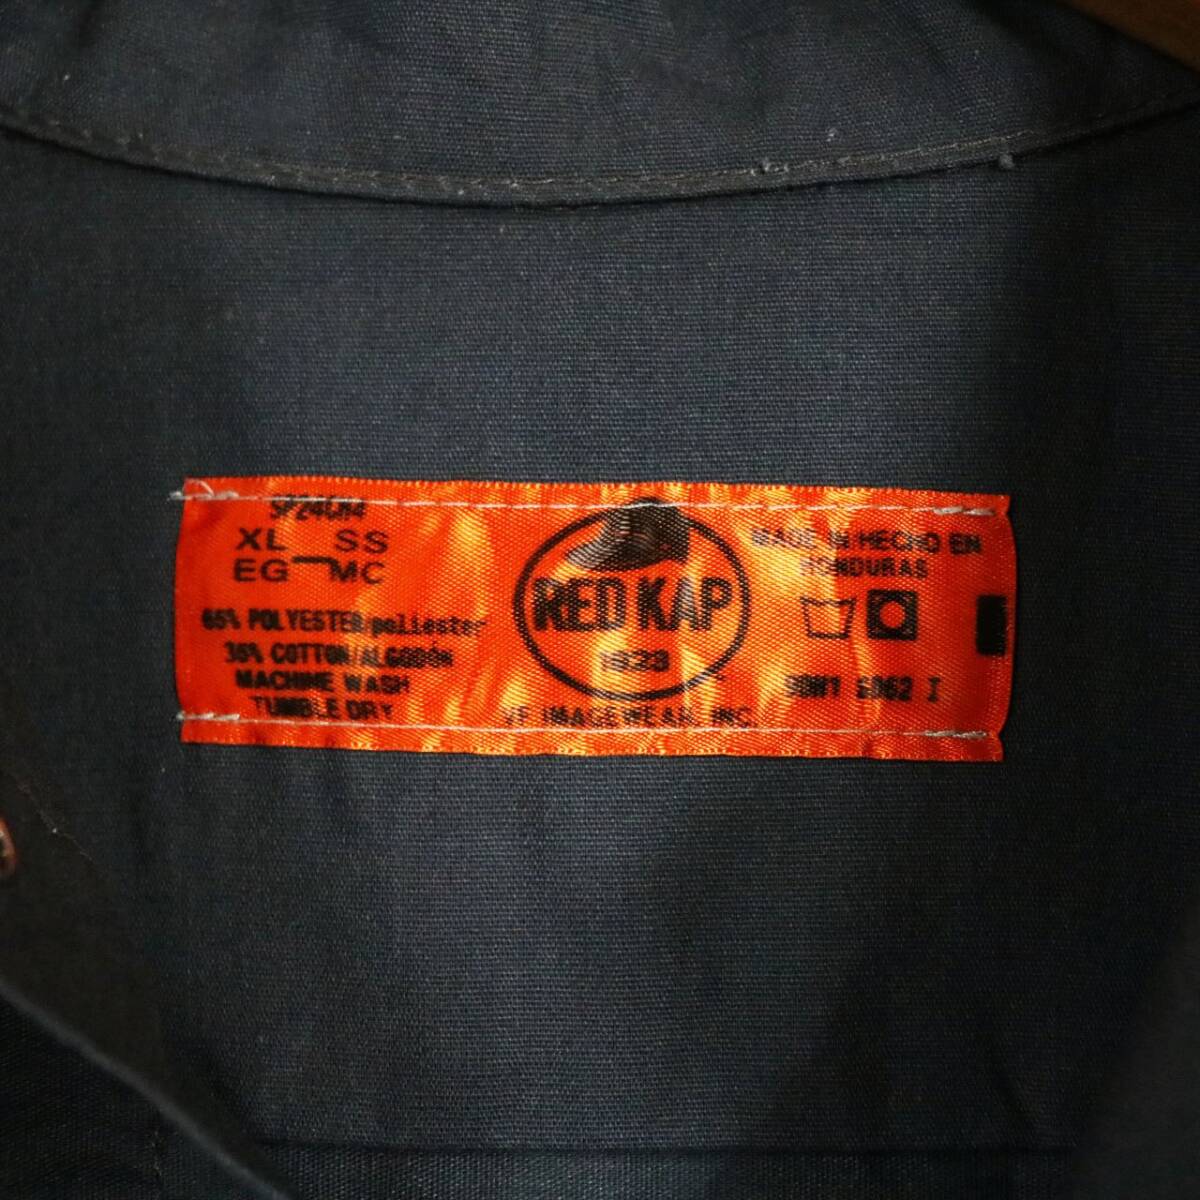 SP24CH4
XL SS
EG MC
65% POLYESTER/poliester
35% COTTON/ALGODÓN
MACHINE WASH
TUMBLE DRY
RED KAP
1923
VF IMAGEWEAR, INC.
MADE IN HECHO EN
HONDURAS
I